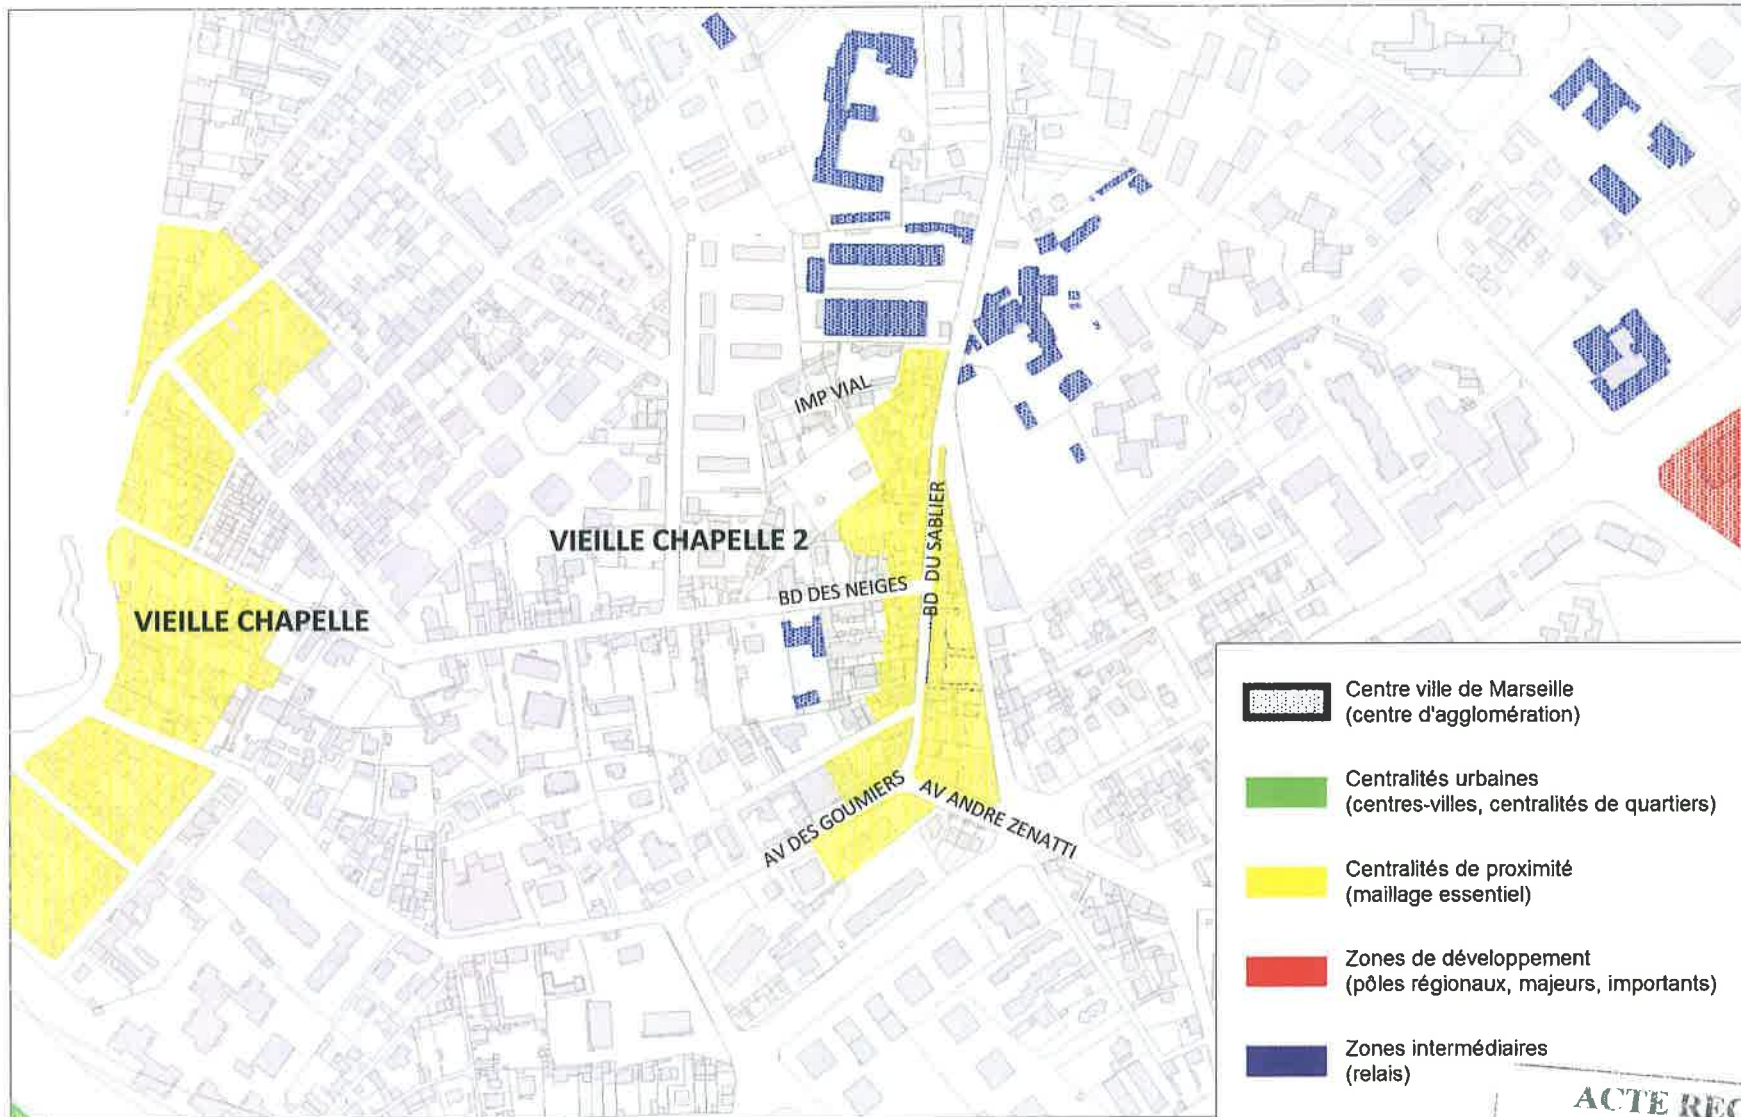 IMP VIAL
VIEILLE CHAPELLE 2
BD DU SABLIER
BD DES NEIGES
VIEILLE CHAPELLE
AV DES GOUMIERS
AV ANDRE ZENATTI
Centre ville de Marseille
(centre d'agglomération)
Centralités urbaines
(centres-villes, centralités de quartiers)
Centralités de proximité
(maillage essentiel)
Zones de développement
(pôles régionaux, majeurs, importants)
Zones intermédiaires
(relais)
ACTE REÇ